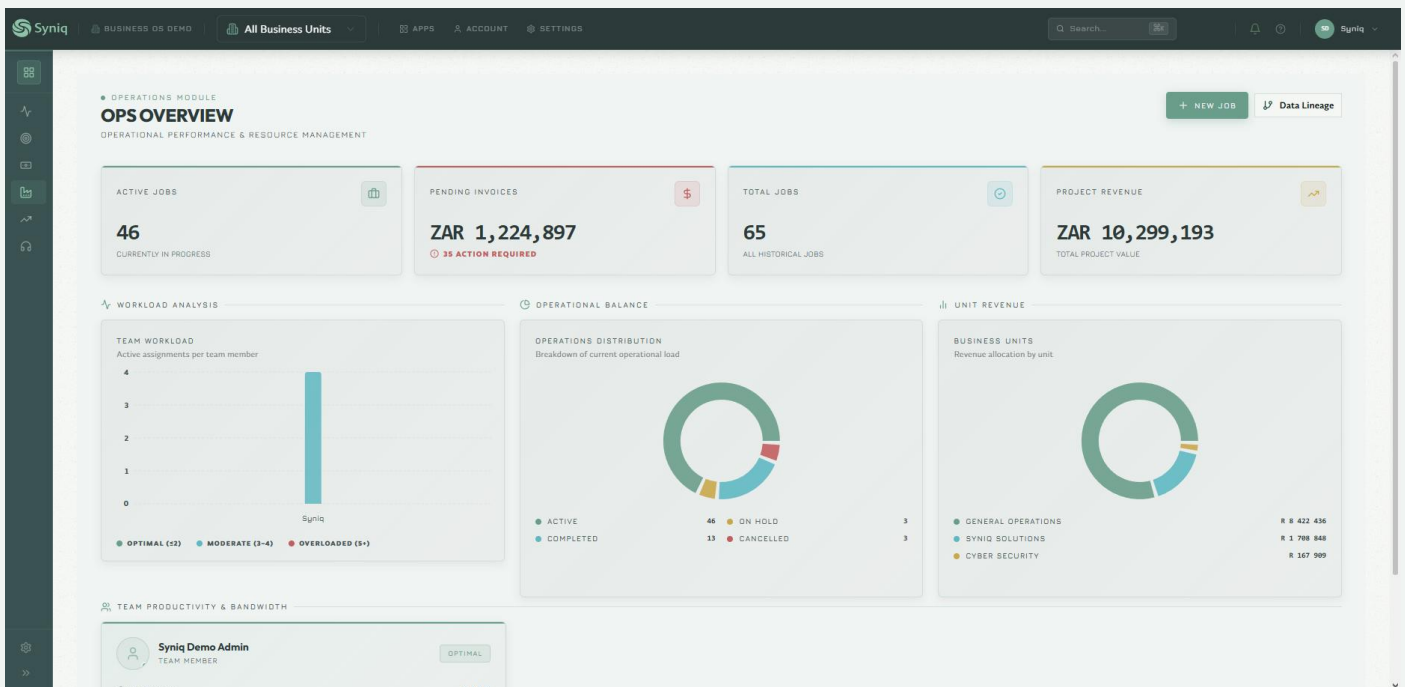 Syniq
BUSINESS OS DEMO
All Business Units
APPS
ACCOUNT
SETTINGS
Search...
⌘K
SD
Syniq
OPERATIONS MODULE
OPS OVERVIEW
OPERATIONAL PERFORMANCE & RESOURCE MANAGEMENT
+ NEW JOB
Data Lineage
ACTIVE JOBS
46
CURRENTLY IN PROGRESS
PENDING INVOICES
$
ZAR 1,224,897
35 ACTION REQUIRED
TOTAL JOBS
65
ALL HISTORICAL JOBS
PROJECT REVENUE
ZAR 10,299,193
TOTAL PROJECT VALUE
WORKLOAD ANALYSIS
TEAM WORKLOAD
Active assignments per team member
4
3
2
1
0
Syniq
OPTIMAL (≤2) MODERATE (3-4) OVERLOADED (5+)
OPERATIONAL BALANCE
OPERATIONS DISTRIBUTION
Breakdown of current operational load
ACTIVE 46 ON HOLD 3
COMPLETED 13 CANCELLED 3
UNIT REVENUE
BUSINESS UNITS
Revenue allocation by unit
GENERAL OPERATIONS R 8 422 436
SYNIQ SOLUTIONS R 1 708 848
CYBER SECURITY R 167 909
TEAM PRODUCTIVITY & BANDWIDTH
Syniq Demo Admin
TEAM MEMBER
OPTIMAL